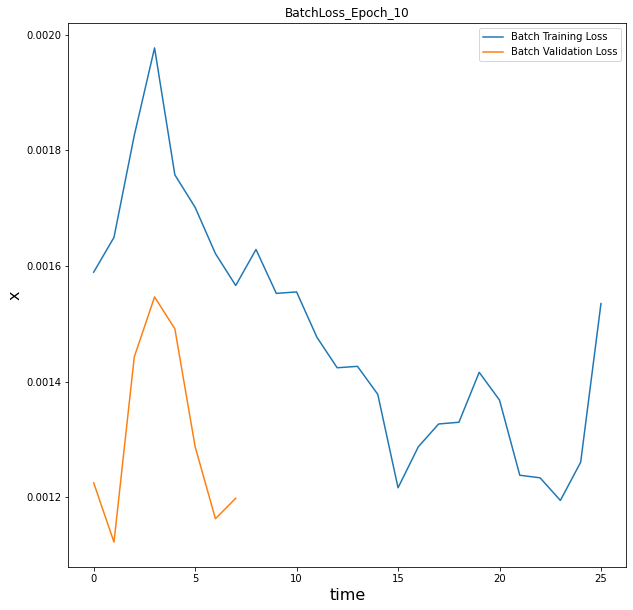 BatchLoss_Epoch_10
Batch Training Loss
Batch Validation Loss
0.0020
0.0018
0.0016
0.0014
0.0012
x
0 5 10 15 20 25
time